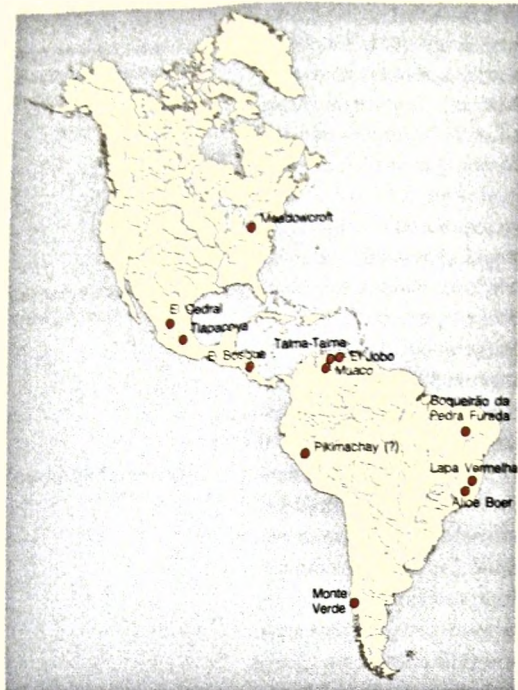 Meadowcroft
El Cedral
Tlapacoya
El Bosque
Taima-Taima
El Jobo
Muaco
Boqueirão da
Pedra Furada
Pikimachay (?)
Lapa Vermelha
Alice Boer
Monte
Verde